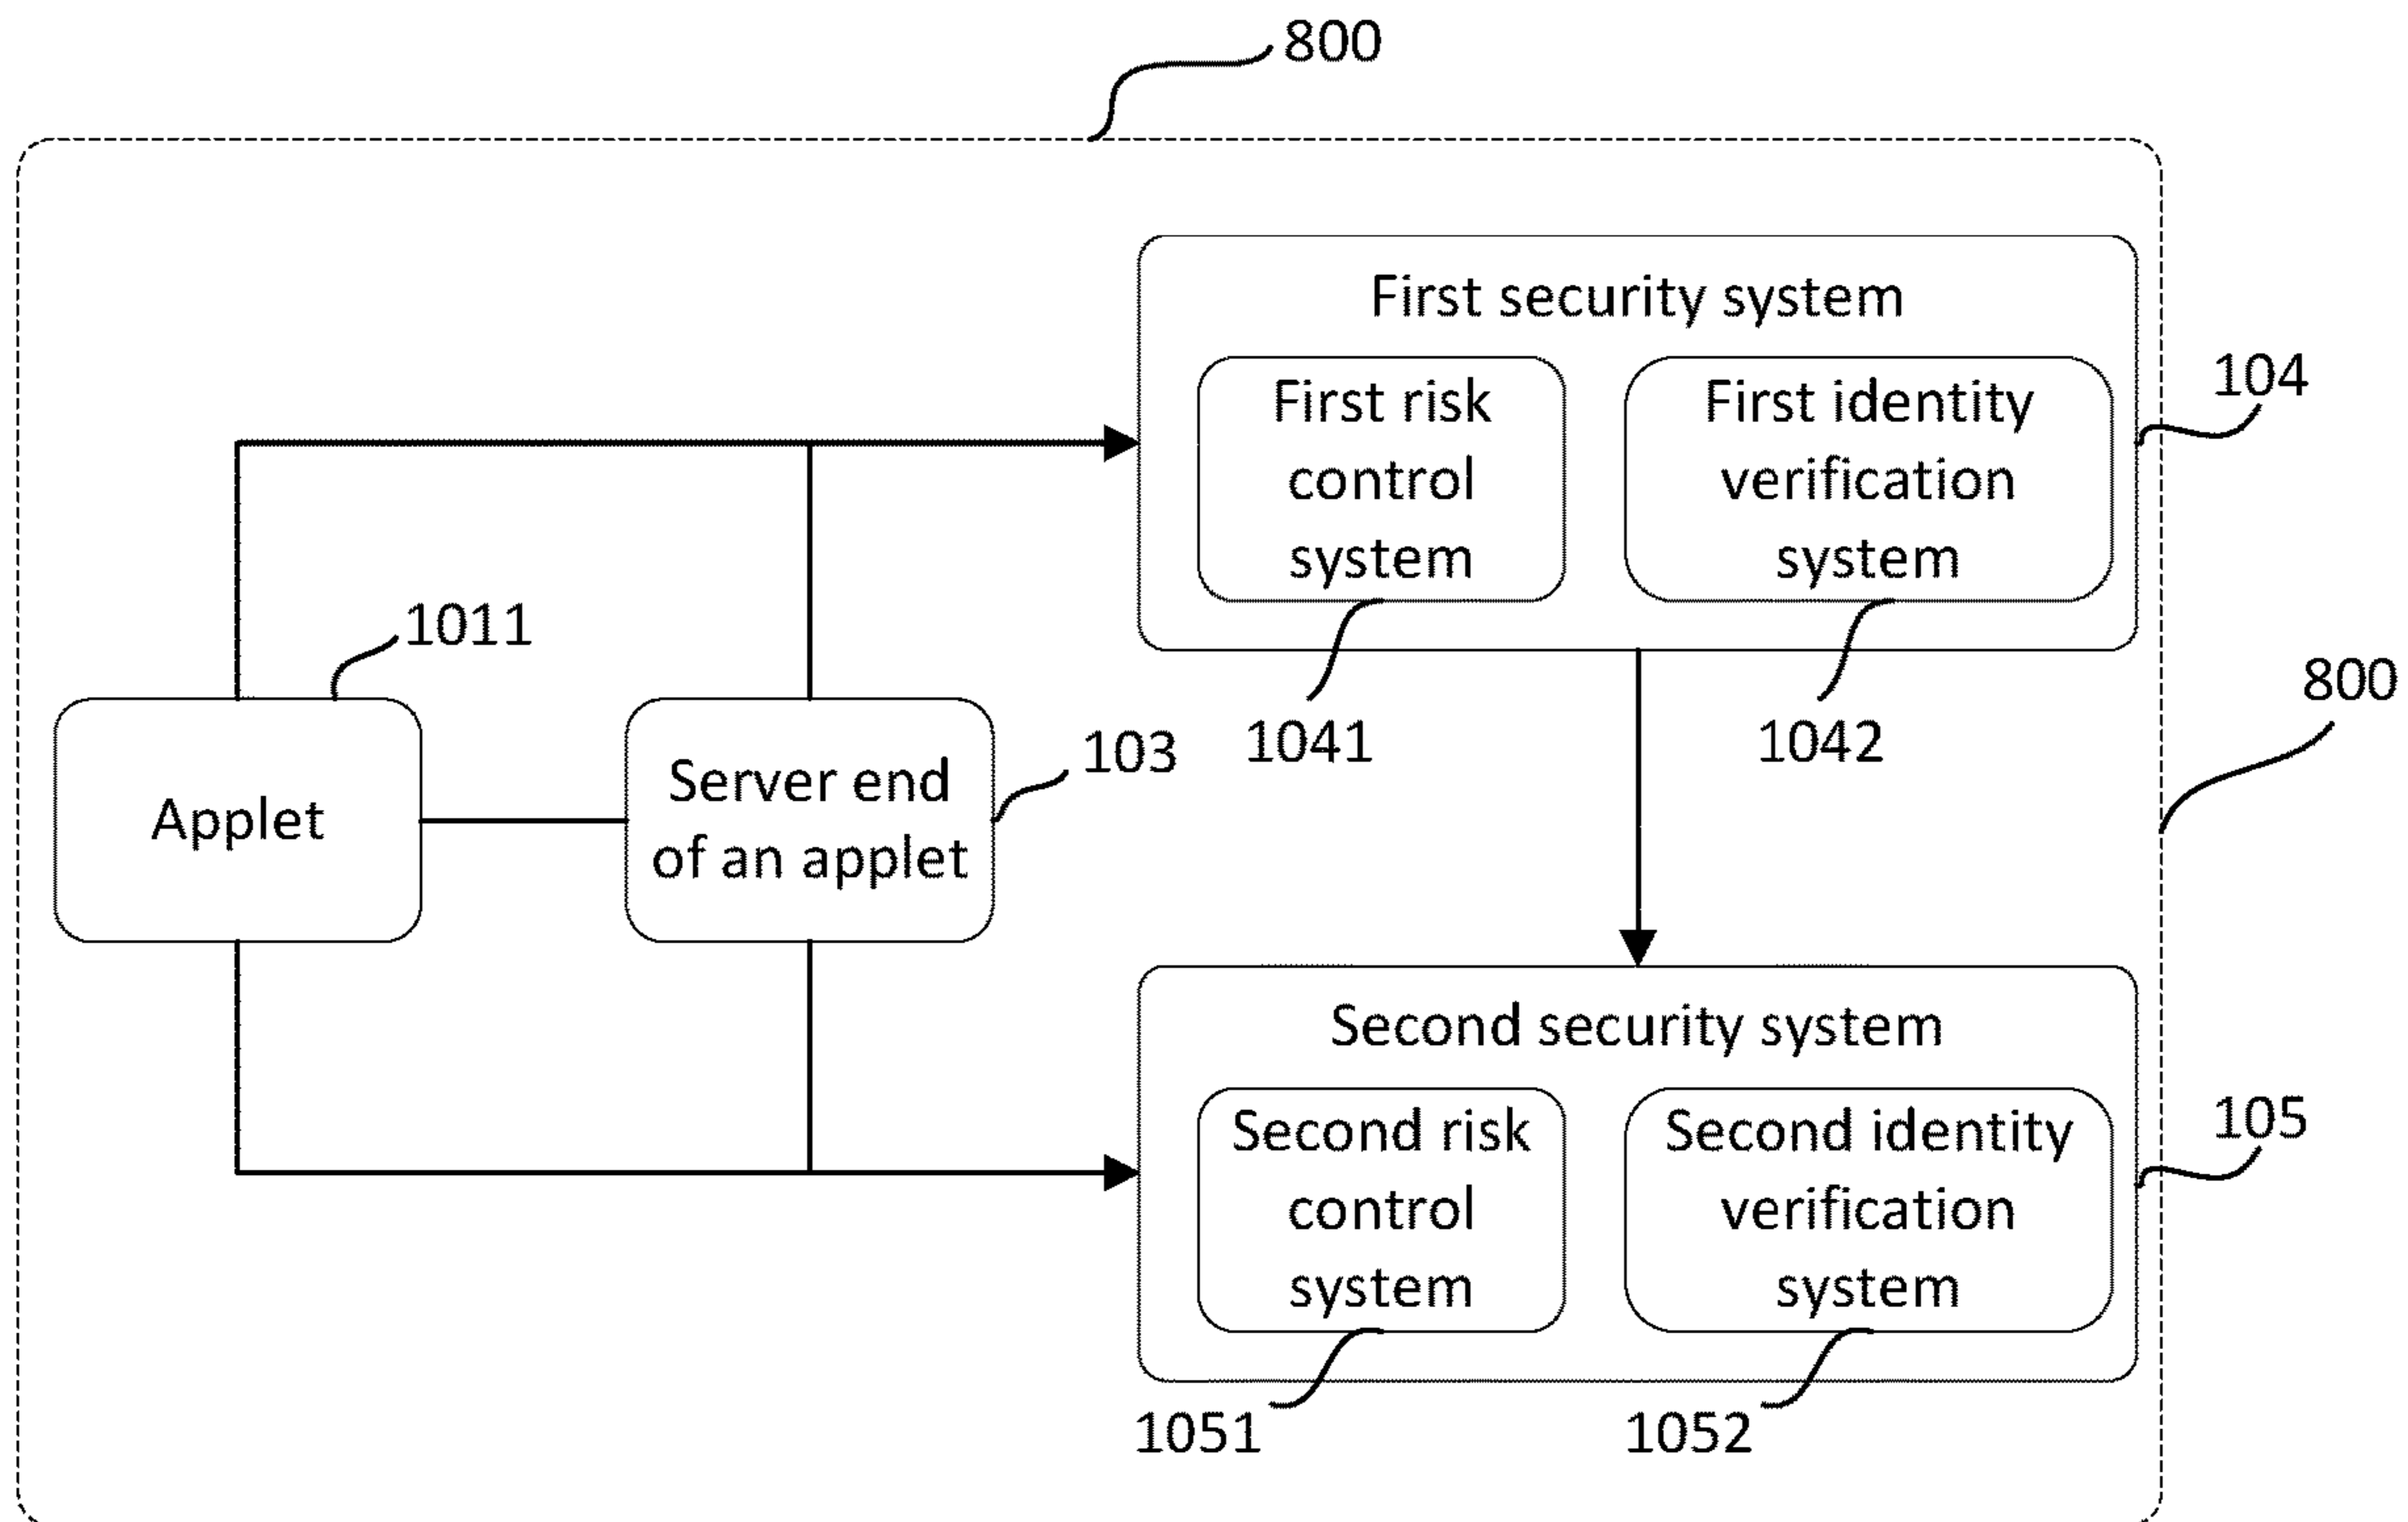 800
First security system
First risk
control
system
First identity
verification
system
104
1011
1041
1042
800
Applet
Server end
of an applet
103
Second security system
Second risk
control
system
Second identity
verification
system
105
1051
1052